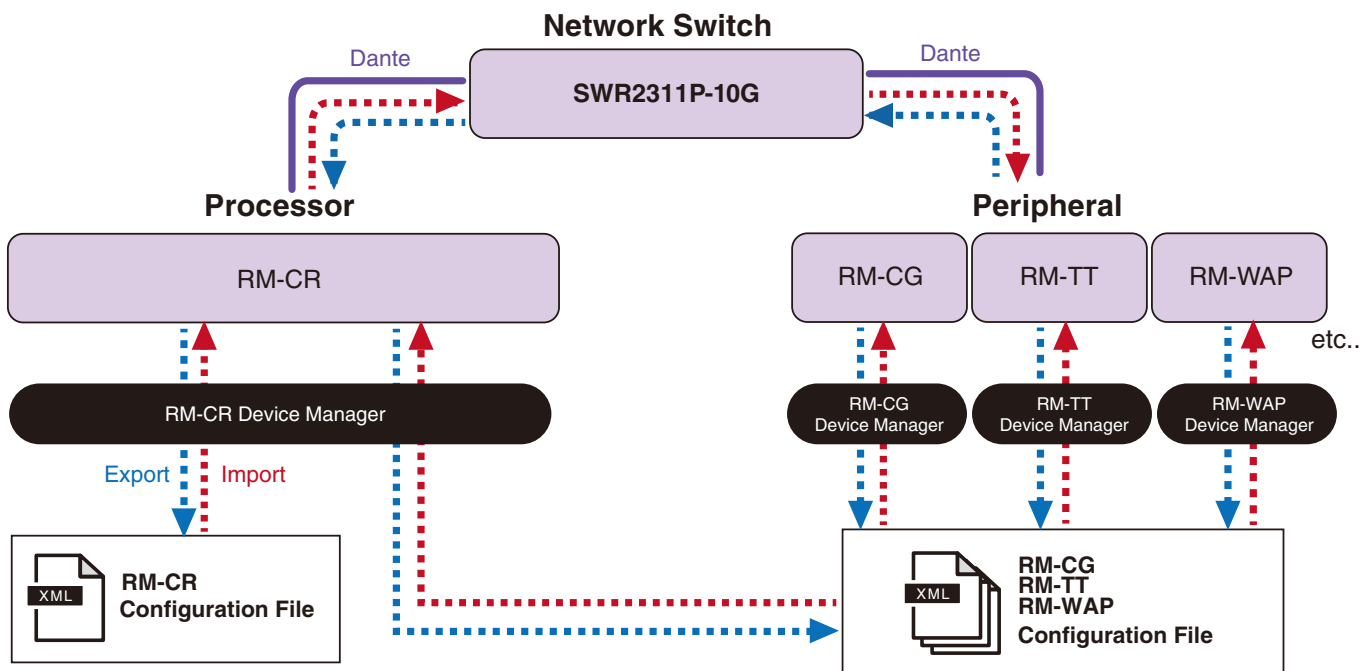 Network Switch
Dante
Dante
SWR2311P-10G
Processor
Peripheral
RM-CR
RM-CG
RM-TT
RM-WAP
etc..
RM-CR Device Manager
RM-CG
Device Manager
RM-TT
Device Manager
RM-WAP
Device Manager
Export
Import
XML
RM-CR
Configuration File
XML
RM-CG
RM-TT
RM-WAP
Configuration File